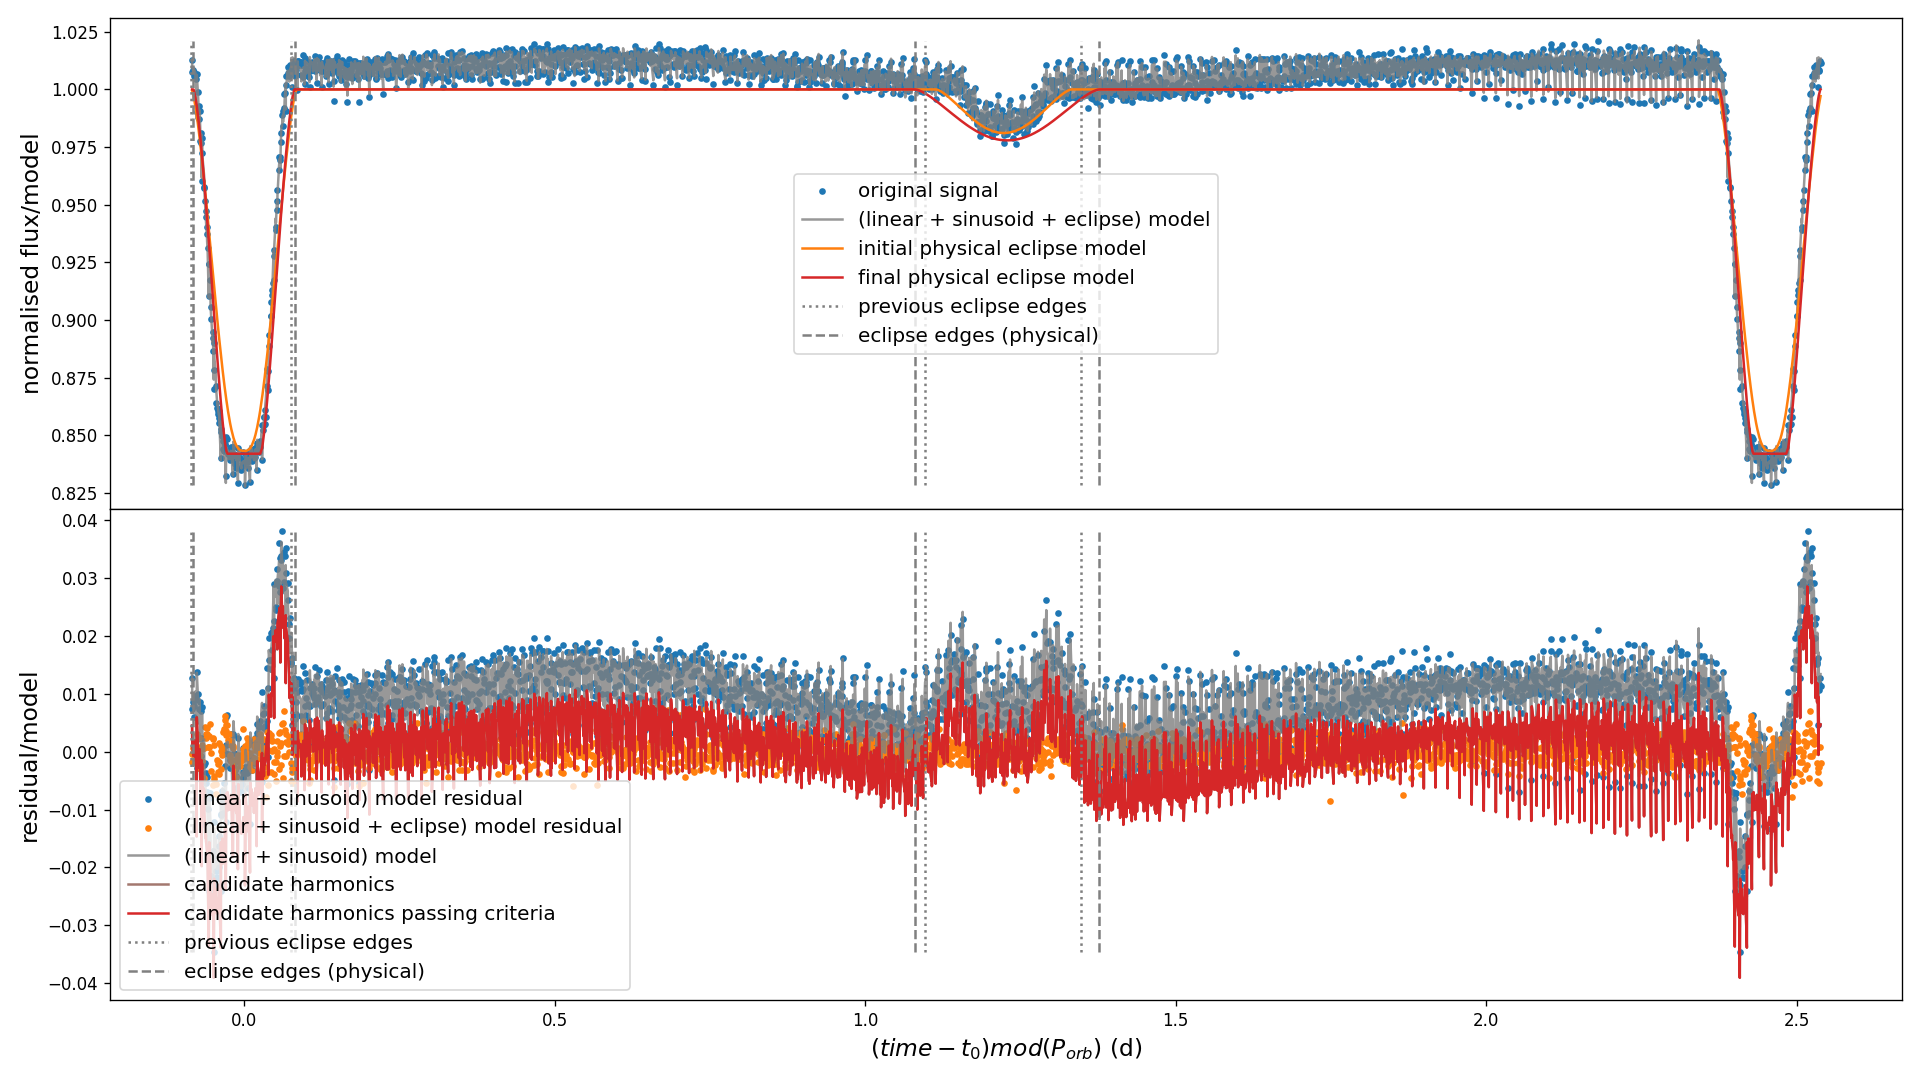 normalised flux/model
1.025
1.000
0.975
0.950
0.925
0.900
0.875
0.850
0.825
original signal
(linear + sinusoid + eclipse) model
initial physical eclipse model
final physical eclipse model
previous eclipse edges
eclipse edges (physical)
residual/model
0.04
0.03
0.02
0.01
0.00
−0.01
−0.02
−0.03
−0.04
(linear + sinusoid) model residual
(linear + sinusoid + eclipse) model residual
(linear + sinusoid) model
candidate harmonics
candidate harmonics passing criteria
previous eclipse edges
eclipse edges (physical)
0.0 0.5 1.0 1.5 2.0 2.5
(time − t₀)mod(P_orb) (d)